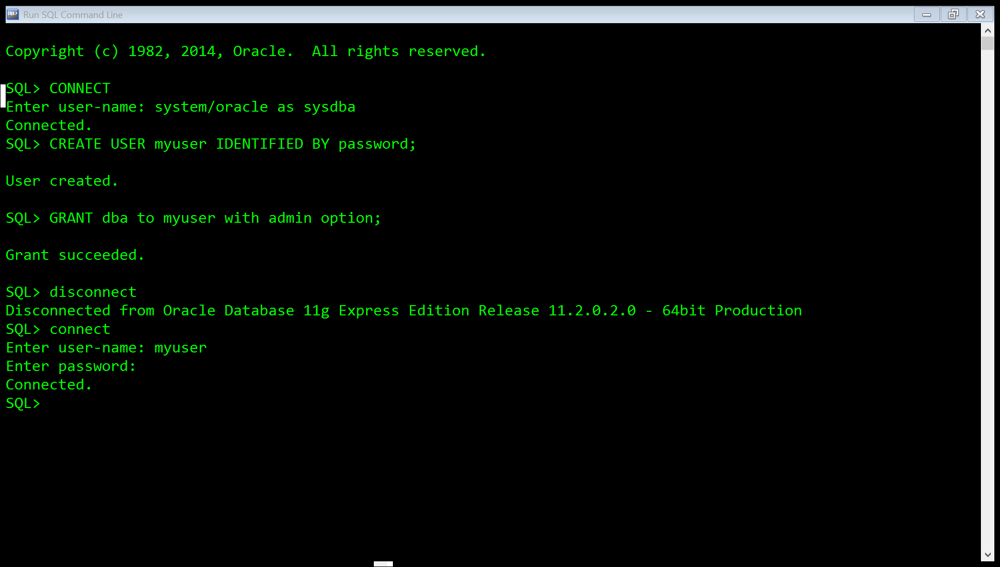 Run SQL Command Line
Copyright (c) 1982, 2014, Oracle.  All rights reserved.
SQL> CONNECT
Enter user-name: system/oracle as sysdba
Connected.
SQL> CREATE USER myuser IDENTIFIED BY password;
User created.
SQL> GRANT dba to myuser with admin option;
Grant succeeded.
SQL> disconnect
Disconnected from Oracle Database 11g Express Edition Release 11.2.0.2.0 - 64bit Production
SQL> connect
Enter user-name: myuser
Enter password:
Connected.
SQL>